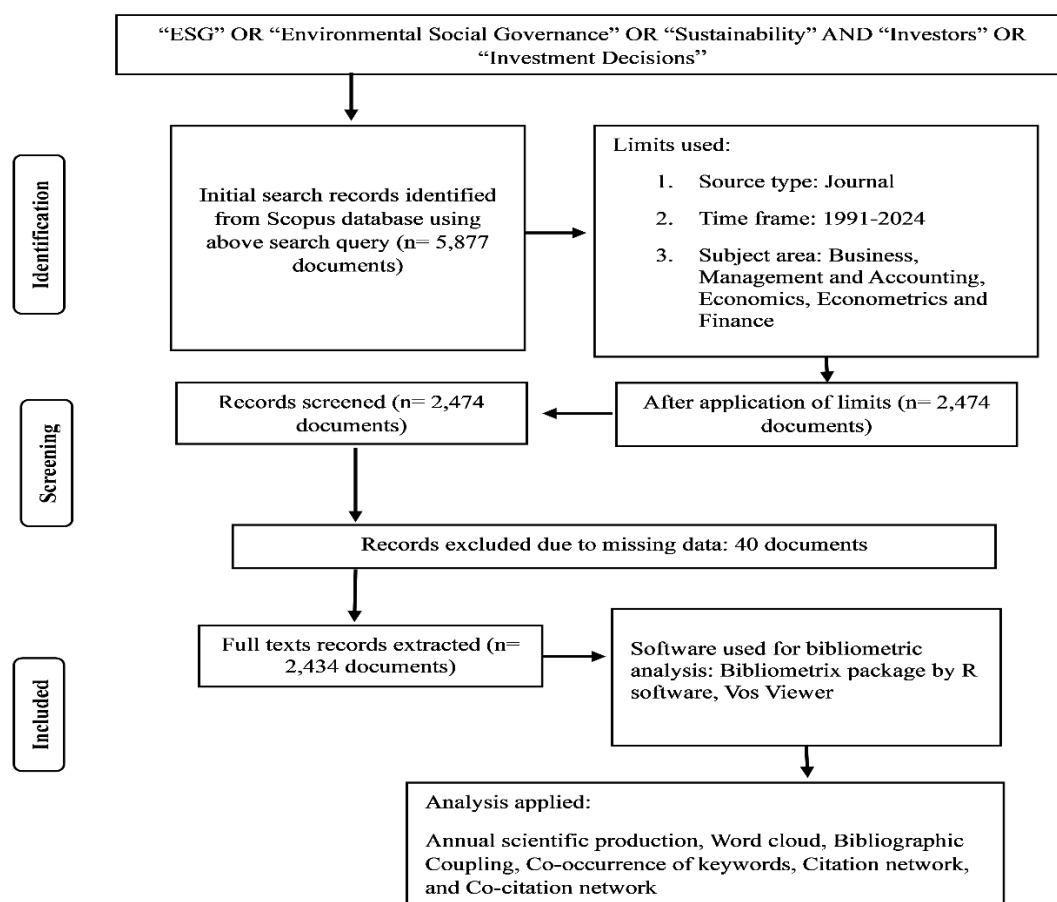 “ESG” OR “Environmental Social Governance” OR “Sustainability” AND “Investors” OR
“Investment Decisions”
Identification
Initial search records identified
from Scopus database using
above search query (n= 5,877
documents)
Limits used:
1. Source type: Journal
2. Time frame: 1991-2024
3. Subject area: Business,
Management and Accounting,
Economics, Econometrics and
Finance
Screening
Records screened (n= 2,474
documents)
After application of limits (n= 2,474
documents)
Records excluded due to missing data: 40 documents
Included
Full texts records extracted (n=
2,434 documents)
Software used for bibliometric
analysis: Bibliometrix package by R
software, Vos Viewer
Analysis applied:
Annual scientific production, Word cloud, Bibliographic
Coupling, Co-occurrence of keywords, Citation network,
and Co-citation network